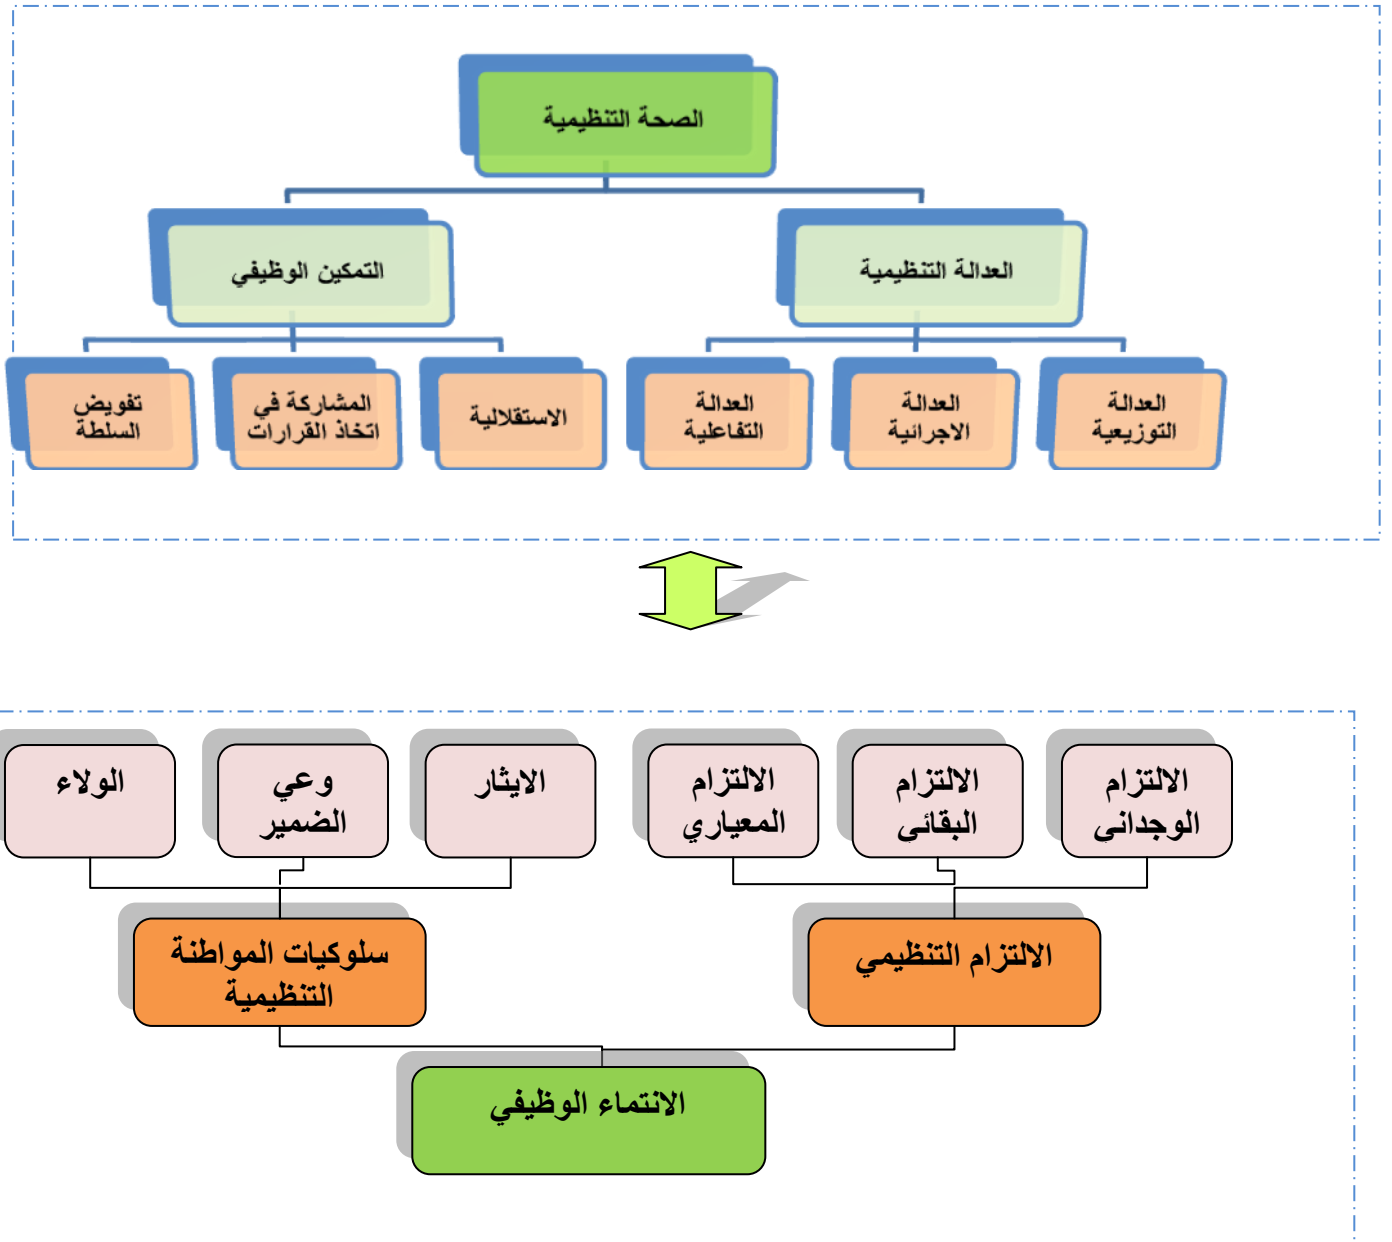 الصحة التنظيمية
العدالة التنظيمية
التمكين الوظيفي
العدالة
التوزيعية
العدالة
الاجرائية
العدالة
التفاعلية
الاستقلالية
المشاركة في
اتخاذ القرارات
تفويض
السلطة
الالتزام
الوجدانى
الالتزام
البقائى
الالتزام
المعياري
الايثار
وعي
الضمير
الولاء
الالتزام التنظيمي
سلوكيات المواطنة
التنظيمية
الانتماء الوظيفي